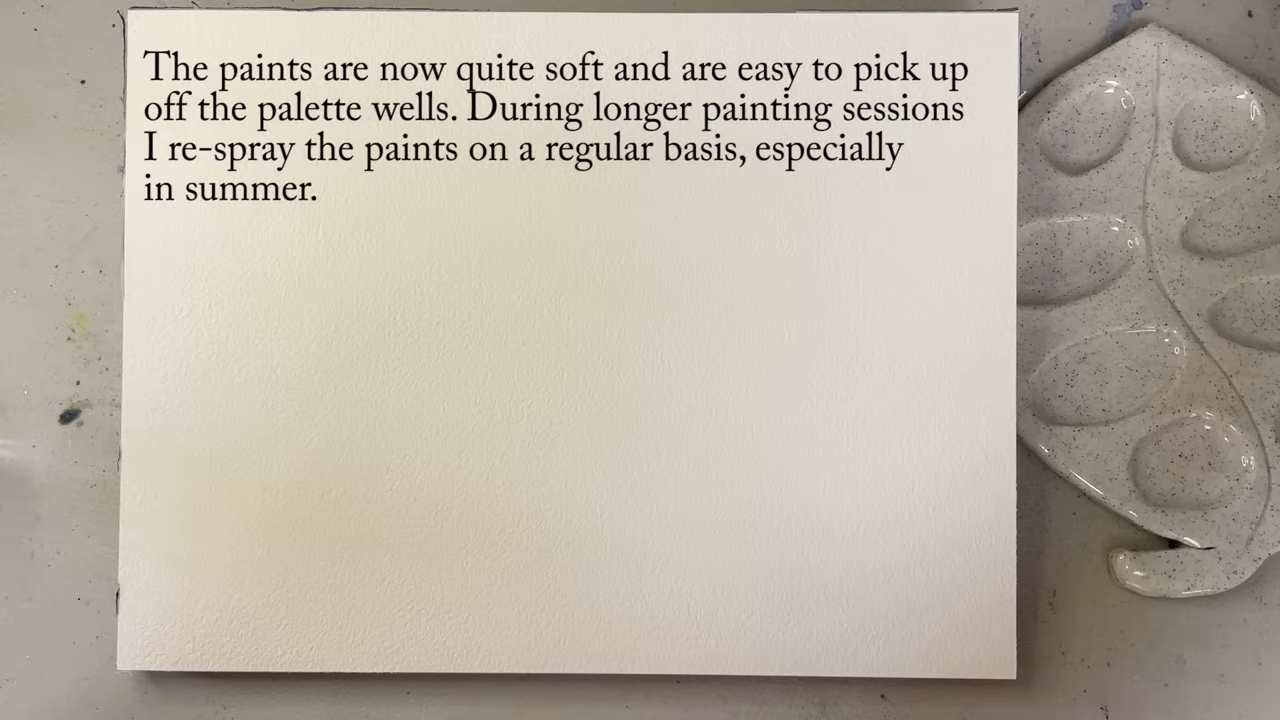 The paints are now quite soft and are easy to pick up
off the palette wells. During longer painting sessions
I re-spray the paints on a regular basis, especially
in summer.